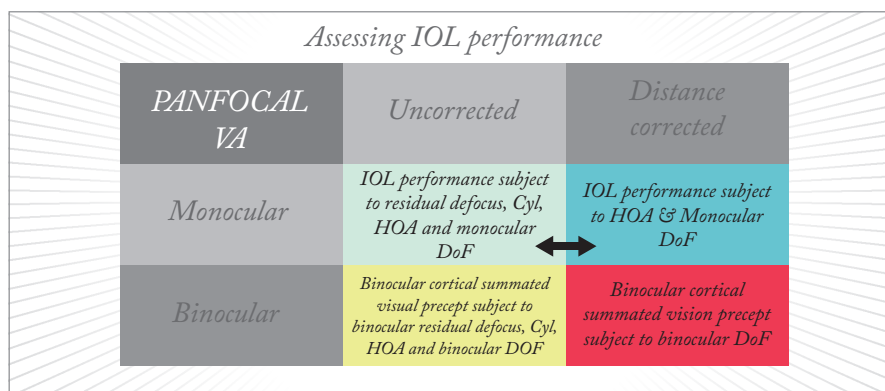 Assessing IOL performance
PANFOCAL
VA
Uncorrected
Distance
corrected
Monocular
IOL performance subject
to residual defocus, Cyl,
HOA and monocular
DoF
IOL performance subject
to HOA & Monocular
DoF
Binocular
Binocular cortical summated
visual precept subject to
binocular residual defocus, Cyl,
HOA and binocular DOF
Binocular cortical
summated vision precept
subject to binocular DoF